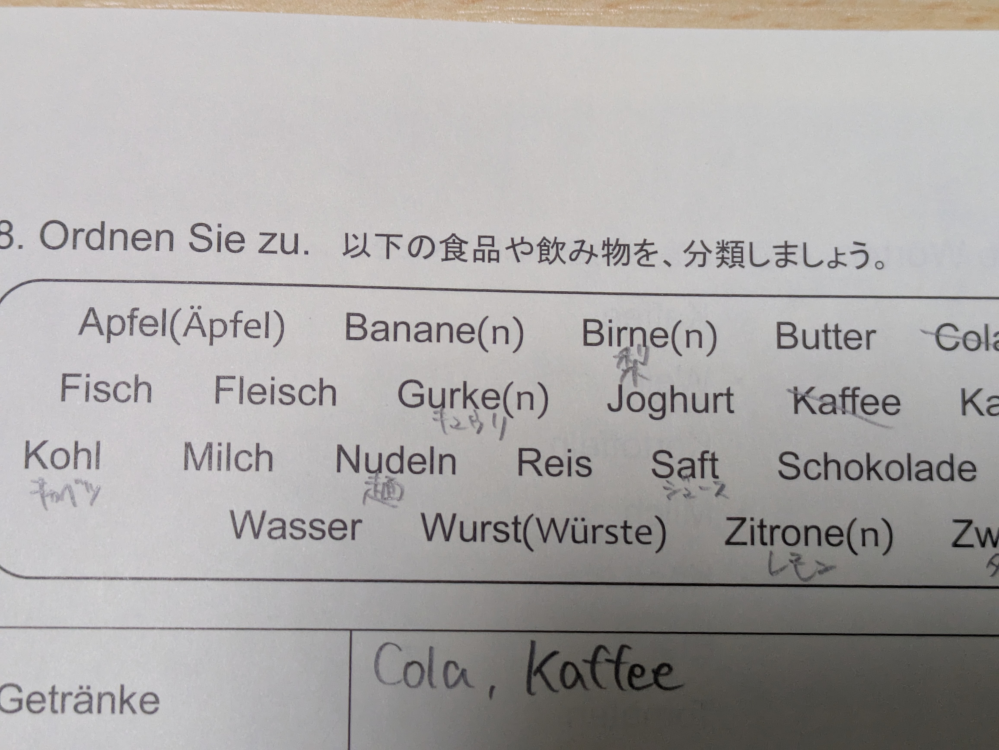 8. Ordnen Sie zu. 以下の食品や飲み物を、分類しましょう。
Apfel(Äpfel) Banane(n) Birne(n) Butter Cola
梨
Fisch Fleisch Gurke(n) Joghurt Kaffee Ka
キュウリ
Kohl Milch Nudeln Reis Saft Schokolade
キャベツ 麺 ジュース
Wasser Wurst(Würste) Zitrone(n) Zw
レモン
Getränke Cola, Kaffee